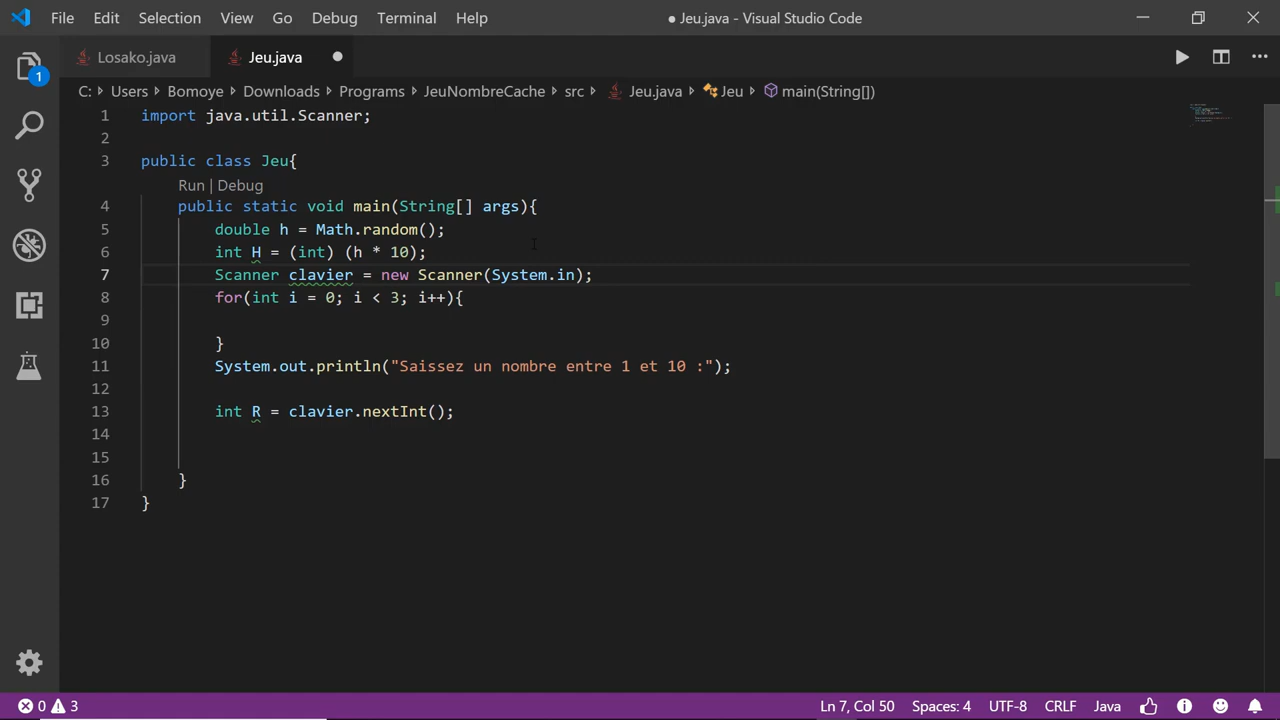 File Edit Selection View Go Debug Terminal Help ● Jeu.java - Visual Studio Code
Losako.java Jeu.java
C: > Users > Bomoye > Downloads > Programs > JeuNombreCache > src > Jeu.java > Jeu > main(String[])
1 import java.util.Scanner;
2
3 public class Jeu{
Run | Debug
4 public static void main(String[] args){
5 double h = Math.random();
6 int H = (int) (h * 10);
7 Scanner clavier = new Scanner(System.in);
8 for(int i = 0; i < 3; i++){
9
10 }
11 System.out.println("Saissez un nombre entre 1 et 10 :");
12
13 int R = clavier.nextInt();
14
15
16 }
17 }
1
0 3 Ln 7, Col 50 Spaces: 4 UTF-8 CRLF Java